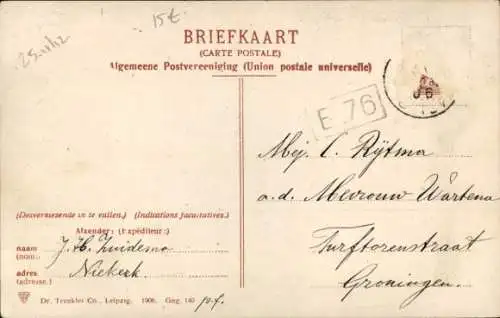 15€
25.11/12
BRIEFKAART
(CARTE POSTALE)
Algemeene Postvereeniging (Union postale universelle)
06
E 76
Mej. C. Rijtma
a.d. Mevrouw Wartena
Turftorenstraat
Groningen.
(Desverwesende in te vullen.) (Indications facultatives.)
Afzender: (Expéditeur:)
naam J. H. Zuidema
(nom:.
adres Niekerk.
(adresse:)
Dr. Trenkler Co., Leipzig. 1906. Gng. 140